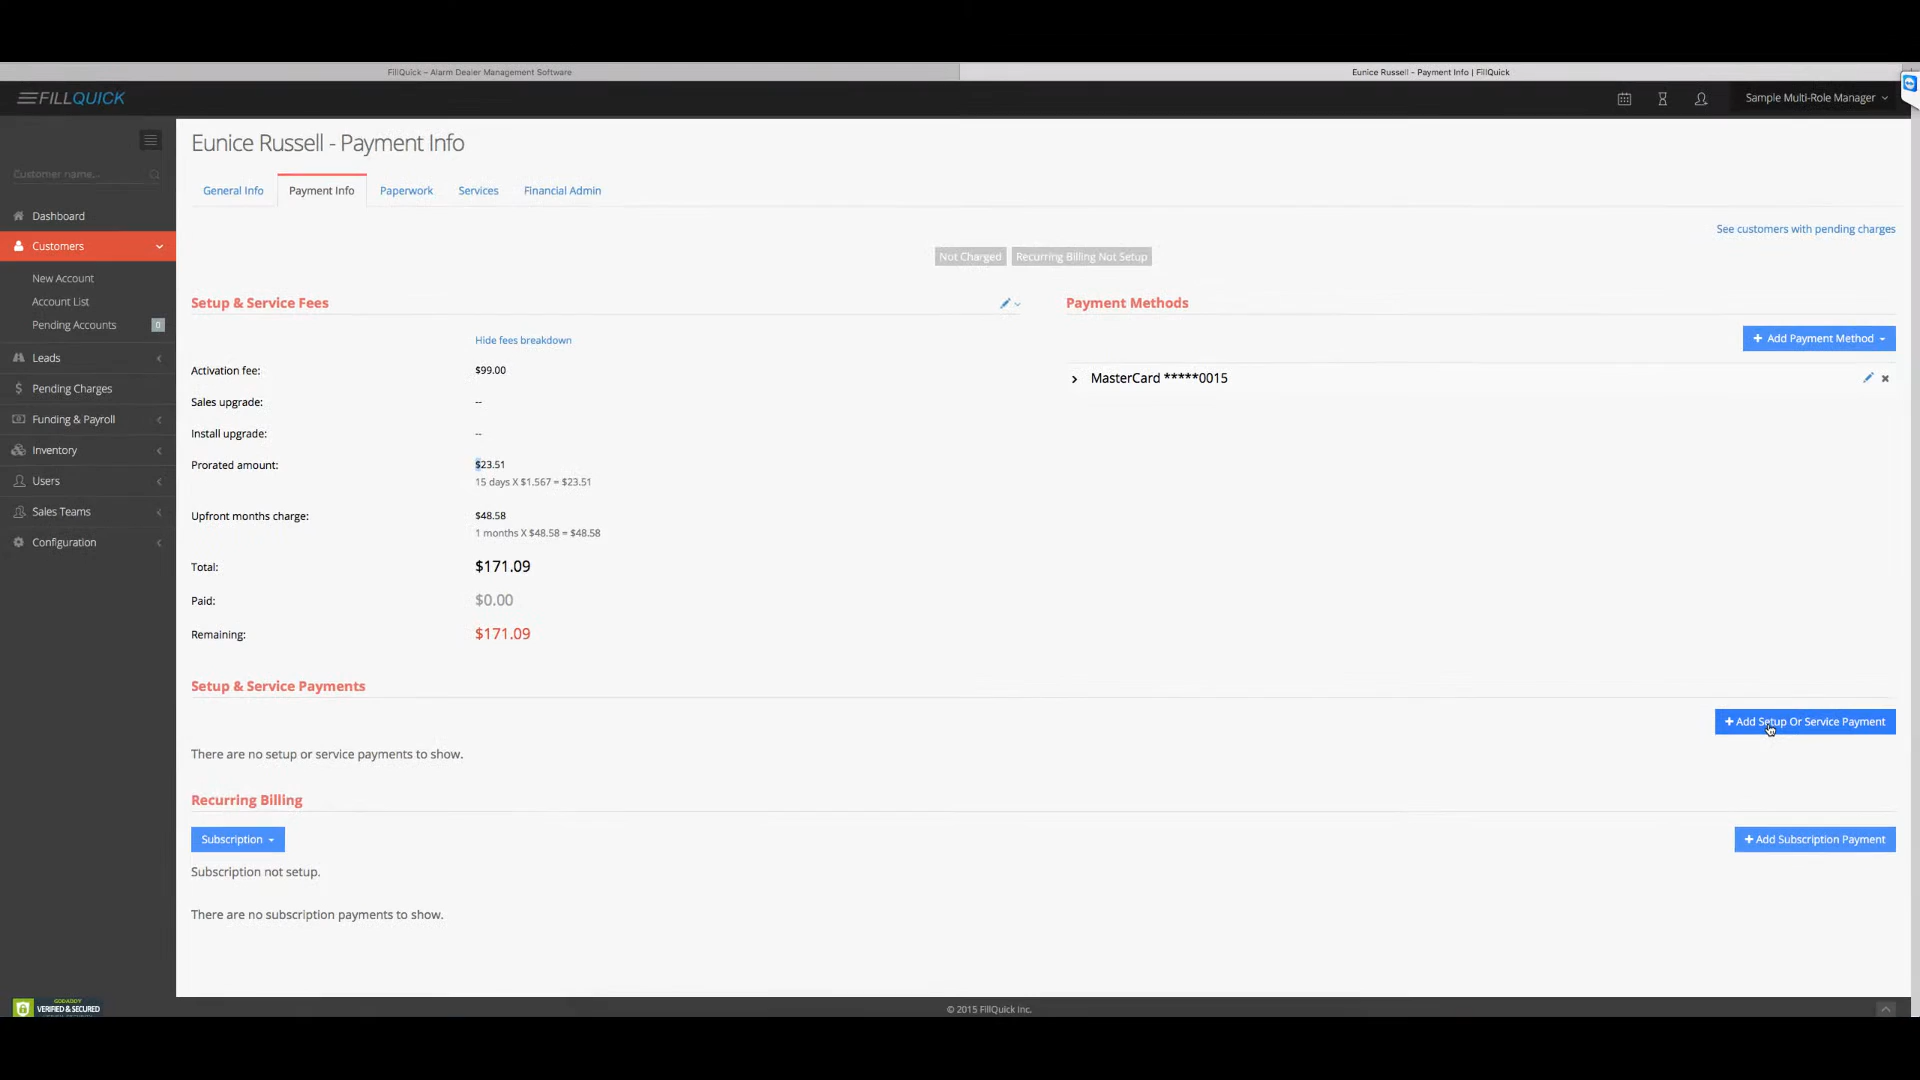 FillQuick – Alarm Dealer Management Software
Eunice Russell - Payment Info | FillQuick
FILLQUICK
Sample Multi-Role Manager
Customer name...
Dashboard
Customers
New Account
Account List
Pending Accounts 0
Leads
Pending Charges
Funding & Payroll
Inventory
Users
Sales Teams
Configuration
Eunice Russell - Payment Info
General Info Payment Info Paperwork Services Financial Admin
See customers with pending charges
Not Charged Recurring Billing Not Setup
Setup & Service Fees
Hide fees breakdown
Activation fee: $99.00
Sales upgrade: --
Install upgrade: --
Prorated amount: $23.51
15 days X $1.567 = $23.51
Upfront months charge: $48.58
1 months X $48.58 = $48.58
Total: $171.09
Paid: $0.00
Remaining: $171.09
Payment Methods
+ Add Payment Method
MasterCard *****0015
Setup & Service Payments
+ Add Setup Or Service Payment
There are no setup or service payments to show.
Recurring Billing
Subscription
+ Add Subscription Payment
Subscription not setup.
There are no subscription payments to show.
GODADDY
VERIFIED & SECURED
© 2015 FillQuick Inc.